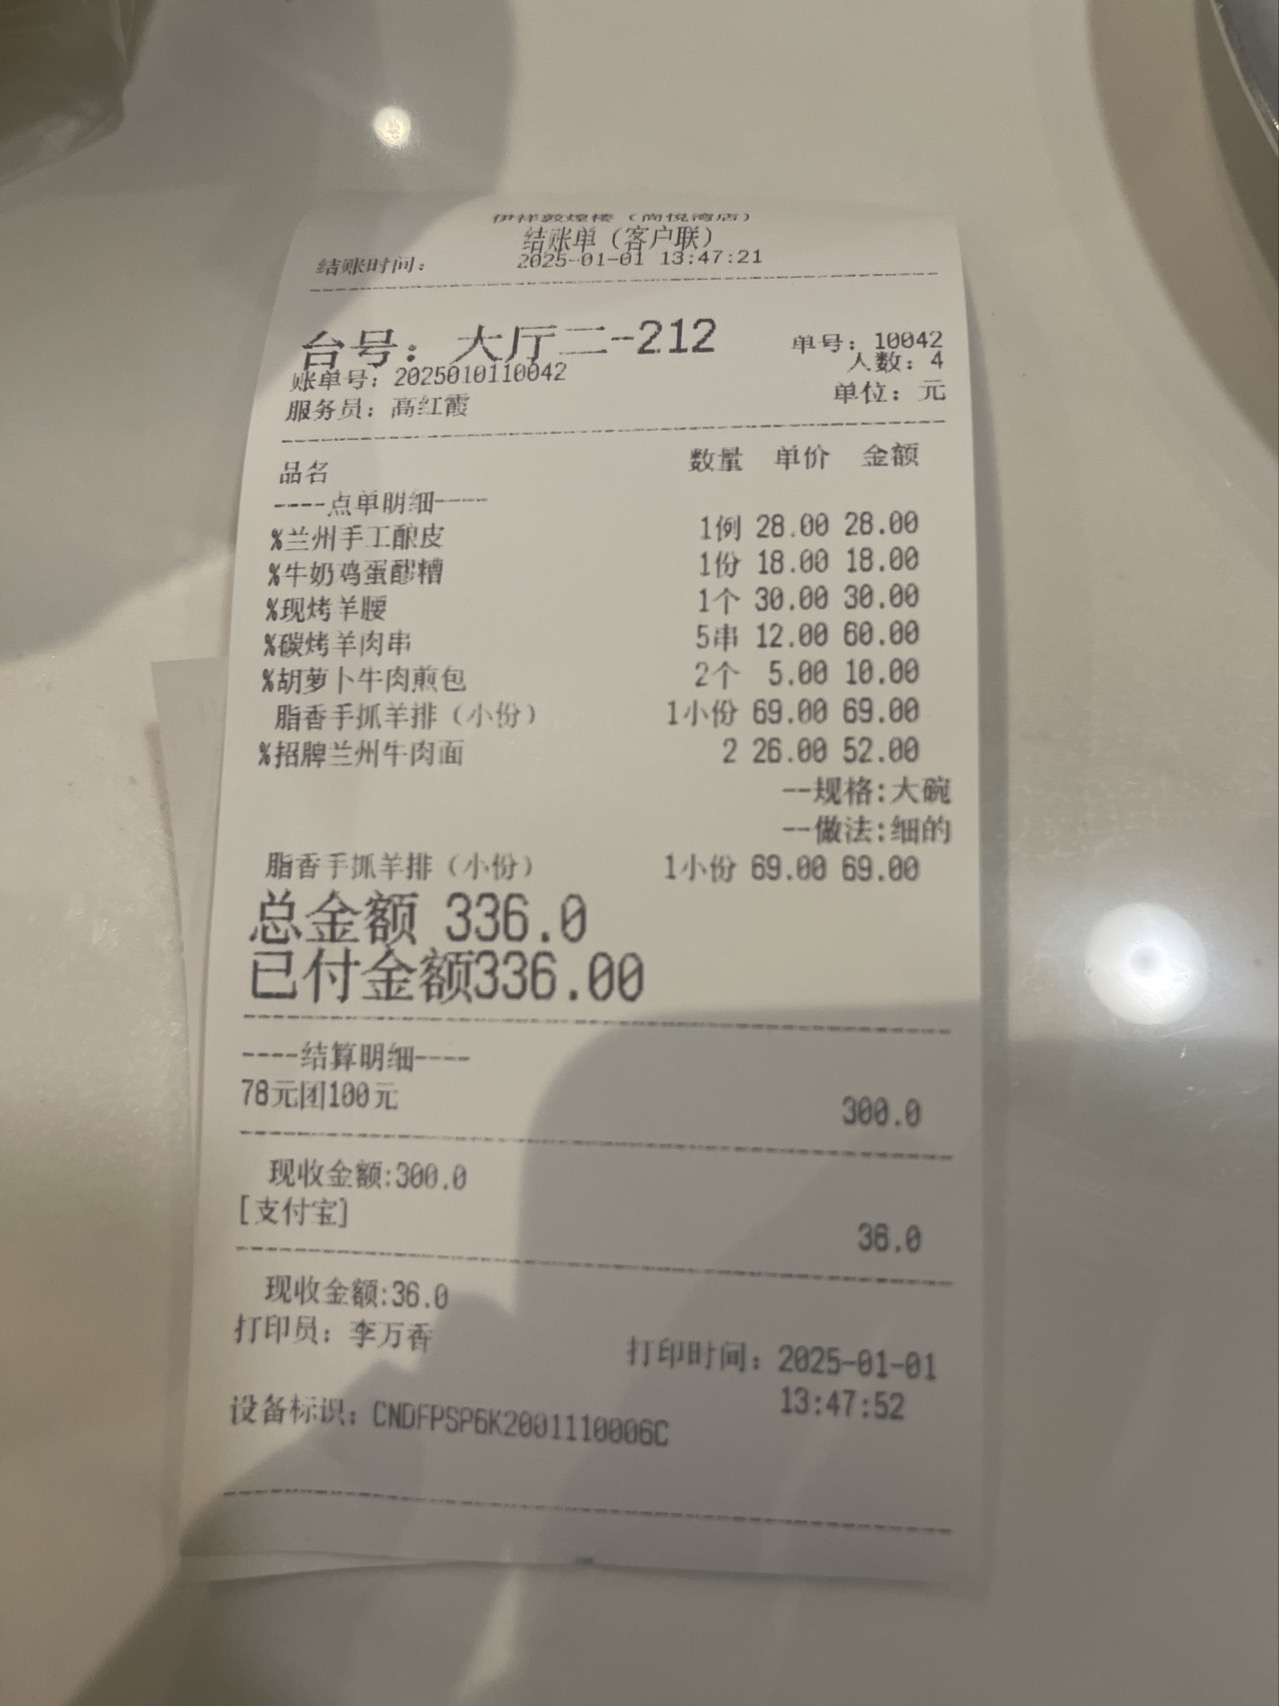 伊祥敦煌楼（尚悦湾店）
结账单（客户联）
结账时间： 2025-01-01 13:47:21
台号： 大厅二-212 单号：10042
账单号：2025010110042 人数：4
服务员：高红霞 单位：元
品名 数量 单价 金额
----点单明细----
%兰州手工酿皮 1例 28.00 28.00
%牛奶鸡蛋醪糟 1份 18.00 18.00
%现烤羊腰 1个 30.00 30.00
%碳烤羊肉串 5串 12.00 60.00
%胡萝卜牛肉煎包 2个 5.00 10.00
脂香手抓羊排（小份） 1小份 69.00 69.00
%招牌兰州牛肉面 2 26.00 52.00
--规格:大碗
--做法:细的
脂香手抓羊排（小份） 1小份 69.00 69.00
总金额 336.0
已付金额336.00
----结算明细----
78元团100元 300.0
现收金额:300.0
[支付宝] 36.0
现收金额:36.0
打印员：李万香 打印时间：2025-01-01
13:47:52
设备标识：CNDFPSP6K2001110006C